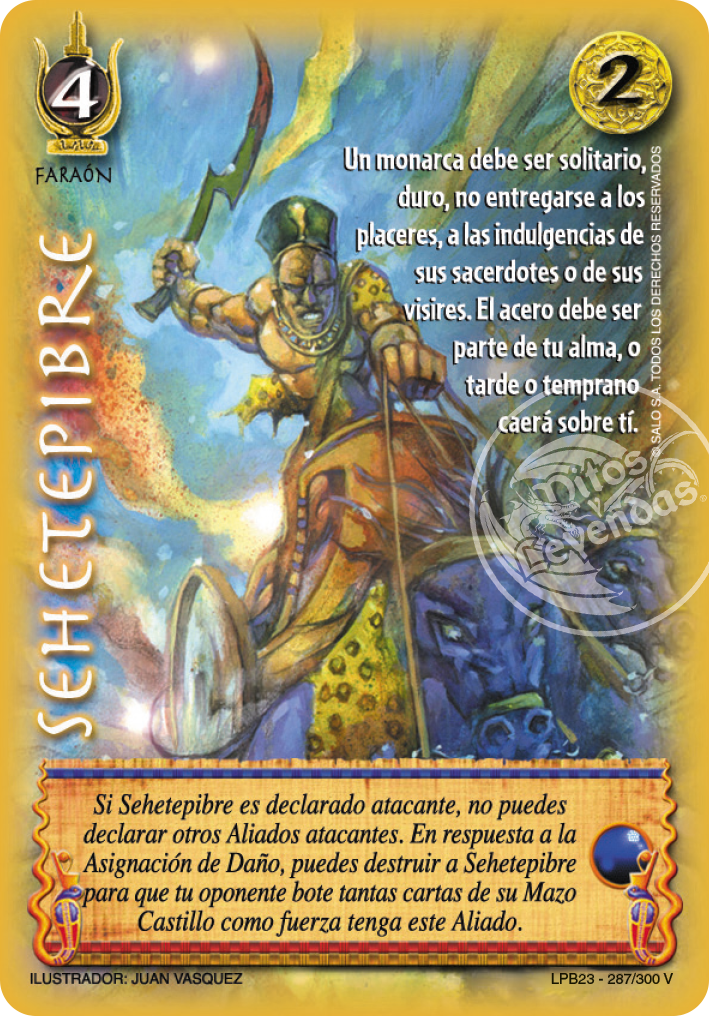 4
2
FARAÓN
Un monarca debe ser solitario,
duro, no entregarse a los
placeres, a las indulgencias de
sus sacerdotes o de sus
visires. El acero debe ser
parte de tu alma, o
tarde o temprano
caerá sobre tí.
© SALO S.A. TODOS LOS DERECHOS RESERVADOS
SEHETEPIBRE
Mitos
y
Leyendas
Si Sehetepibre es declarado atacante, no puedes
declarar otros Aliados atacantes. En respuesta a la
Asignación de Daño, puedes destruir a Sehetepibre
para que tu oponente bote tantas cartas de su Mazo
Castillo como fuerza tenga este Aliado.
ILUSTRADOR: JUAN VASQUEZ
LPB23 - 287/300 V